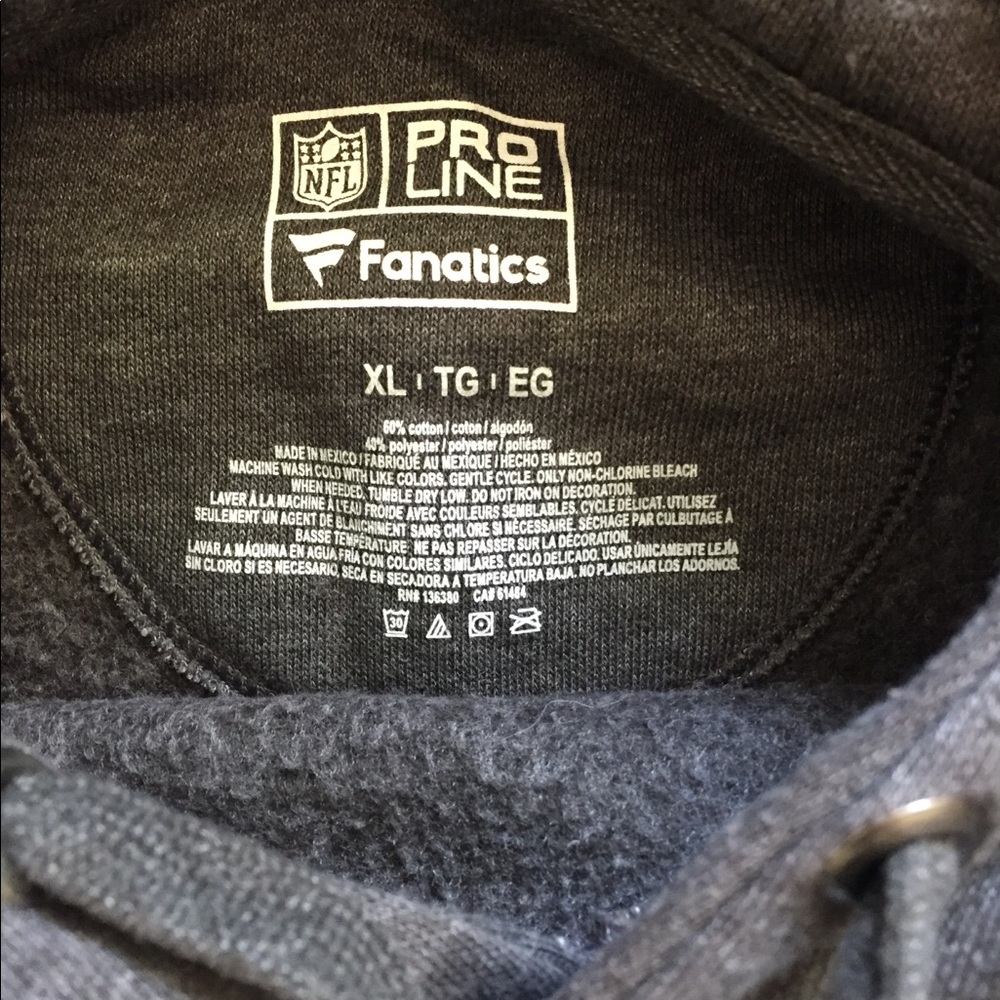 NFL
PRO
LINE
Fanatics
XL | TG | EG
60% cotton / coton / algodón
40% polyester / polyester / poliéster
MADE IN MEXICO / FABRIQUÉ AU MEXIQUE / HECHO EN MÉXICO
MACHINE WASH COLD WITH LIKE COLORS. GENTLE CYCLE. ONLY NON-CHLORINE BLEACH
WHEN NEEDED. TUMBLE DRY LOW. DO NOT IRON ON DECORATION.
LAVER À LA MACHINE À L'EAU FROIDE AVEC COULEURS SEMBLABLES. CYCLE DÉLICAT. UTILISEZ
SEULEMENT UN AGENT DE BLANCHIMENT SANS CHLORE SI NÉCESSAIRE. SÉCHAGE PAR CULBUTAGE À
BASSE TEMPÉRATURE. NE PAS REPASSER SUR LA DÉCORATION.
LAVAR A MÁQUINA EN AGUA FRÍA CON COLORES SIMILARES. CICLO DELICADO. USAR ÚNICAMENTE LEJÍA
SIN CLORO SI ES NECESARIO, SECA EN SECADORA A TEMPERATURA BAJA. NO PLANCHAR LOS ADORNOS.
RN# 136380 CA# 61484
30